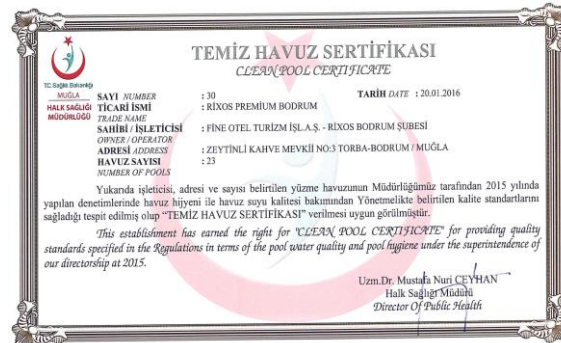 TEMİZ HAVUZ SERTİFİKASI
CLEAN POOL CERTIFICATE
T.C. Sağlık Bakanlığı
MUĞLA
HALK SAĞLIĞI
MÜDÜRLÜĞÜ
SAYI NUMBER : 30 TARİH DATE : 20.01.2016
TİCARİ İSMİ : RİXOS PREMIUM BODRUM
TRADE NAME
SAHİBİ / İŞLETİCİSİ : FİNE OTEL TURİZM İŞL.A.Ş. - RİXOS BODRUM ŞUBESİ
OWNER / OPERATOR
ADRESİ ADDRESS : ZEYTİNLİ KAHVE MEVKİİ NO:3 TORBA-BODRUM / MUĞLA
HAVUZ SAYISI : 23
NUMBER OF POOLS
Yukarıda işleticisi, adresi ve sayısı belirtilen yüzme havuzunun Müdürlüğümüz tarafından 2015 yılında
yapılan denetimlerinde havuz hijyeni ile havuz suyu kalitesi bakımından Yönetmelikte belirtilen kalite standartlarını
sağladığı tespit edilmiş olup "TEMİZ HAVUZ SERTİFİKASI" verilmesi uygun görülmüştür.
This establishment has earned the right for "CLEAN POOL CERTIFICATE" for providing quality
standards specified in the Regulations in terms of the pool water quality and pool hygiene under the superintendence of
our directorship at 2015.
Uzm.Dr. Mustafa Nuri CEYHAN
Halk Sağlığı Müdürü
Director Of Public Health